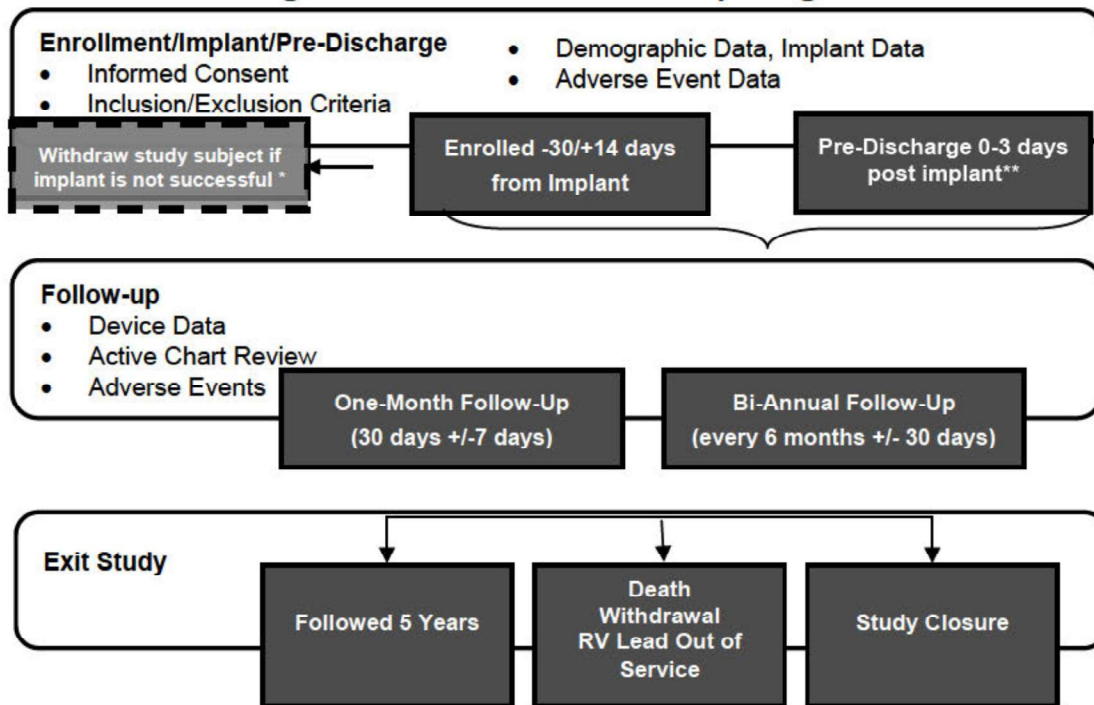 Enrollment/Implant/Pre-Discharge
• Informed Consent
• Inclusion/Exclusion Criteria
• Demographic Data, Implant Data
• Adverse Event Data
Withdraw study subject if
implant is not successful *
Enrolled -30/+14 days
from Implant
Pre-Discharge 0-3 days
post implant**
Follow-up
• Device Data
• Active Chart Review
• Adverse Events
One-Month Follow-Up
(30 days +/-7 days)
Bi-Annual Follow-Up
(every 6 months +/- 30 days)
Exit Study
Followed 5 Years
Death
Withdrawal
RV Lead Out of
Service
Study Closure